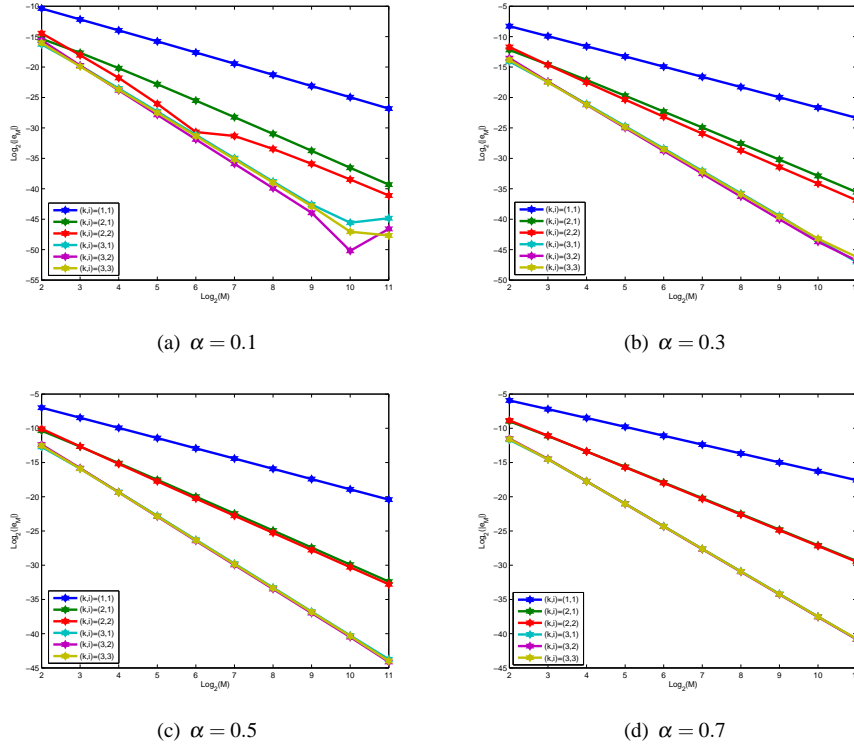 −10
−15
−20
−25
−30
−35
−40
−45
−50
−55
Log2(|eM|)
(k,i)=(1,1)
(k,i)=(2,1)
(k,i)=(2,2)
(k,i)=(3,1)
(k,i)=(3,2)
(k,i)=(3,3)
2 3 4 5 6 7 8 9 10 11
Log2(M)
(a) α = 0.1
−5
−10
−15
−20
−25
−30
−35
−40
−45
−50
Log2(|eM|)
(k,i)=(1,1)
(k,i)=(2,1)
(k,i)=(2,2)
(k,i)=(3,1)
(k,i)=(3,2)
(k,i)=(3,3)
2 3 4 5 6 7 8 9 10
Log2(M)
(b) α = 0.3
−5
−10
−15
−20
−25
−30
−35
−40
−45
Log2(|eM|)
(k,i)=(1,1)
(k,i)=(2,1)
(k,i)=(2,2)
(k,i)=(3,1)
(k,i)=(3,2)
(k,i)=(3,3)
2 3 4 5 6 7 8 9 10 11
Log2(M)
(c) α = 0.5
−5
−10
−15
−20
−25
−30
−35
−40
−45
Log2(|eM|)
(k,i)=(1,1)
(k,i)=(2,1)
(k,i)=(2,2)
(k,i)=(3,1)
(k,i)=(3,2)
(k,i)=(3,3)
2 3 4 5 6 7 8 9 10
Log2(M)
(d) α = 0.7